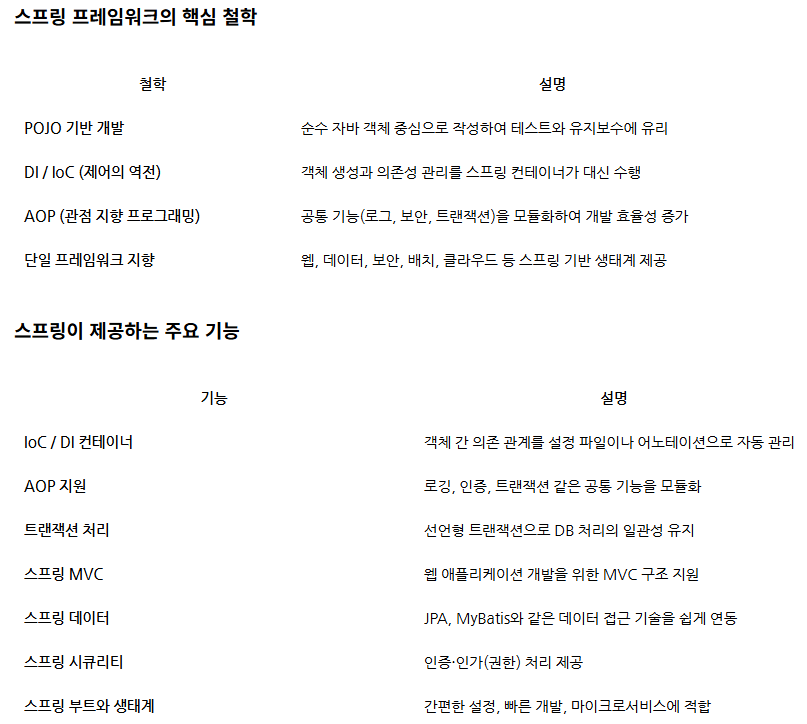 스프링 프레임워크의 핵심 철학
철학 설명
POJO 기반 개발 순수 자바 객체 중심으로 작성하여 테스트와 유지보수에 유리
DI / IoC (제어의 역전) 객체 생성과 의존성 관리를 스프링 컨테이너가 대신 수행
AOP (관점 지향 프로그래밍) 공통 기능(로그, 보안, 트랜잭션)을 모듈화하여 개발 효율성 증가
단일 프레임워크 지향 웹, 데이터, 보안, 배치, 클라우드 등 스프링 기반 생태계 제공
스프링이 제공하는 주요 기능
기능 설명
IoC / DI 컨테이너 객체 간 의존 관계를 설정 파일이나 어노테이션으로 자동 관리
AOP 지원 로깅, 인증, 트랜잭션 같은 공통 기능을 모듈화
트랜잭션 처리 선언형 트랜잭션으로 DB 처리의 일관성 유지
스프링 MVC 웹 애플리케이션 개발을 위한 MVC 구조 지원
스프링 데이터 JPA, MyBatis와 같은 데이터 접근 기술을 쉽게 연동
스프링 시큐리티 인증·인가(권한) 처리 제공
스프링 부트와 생태계 간편한 설정, 빠른 개발, 마이크로서비스에 적합